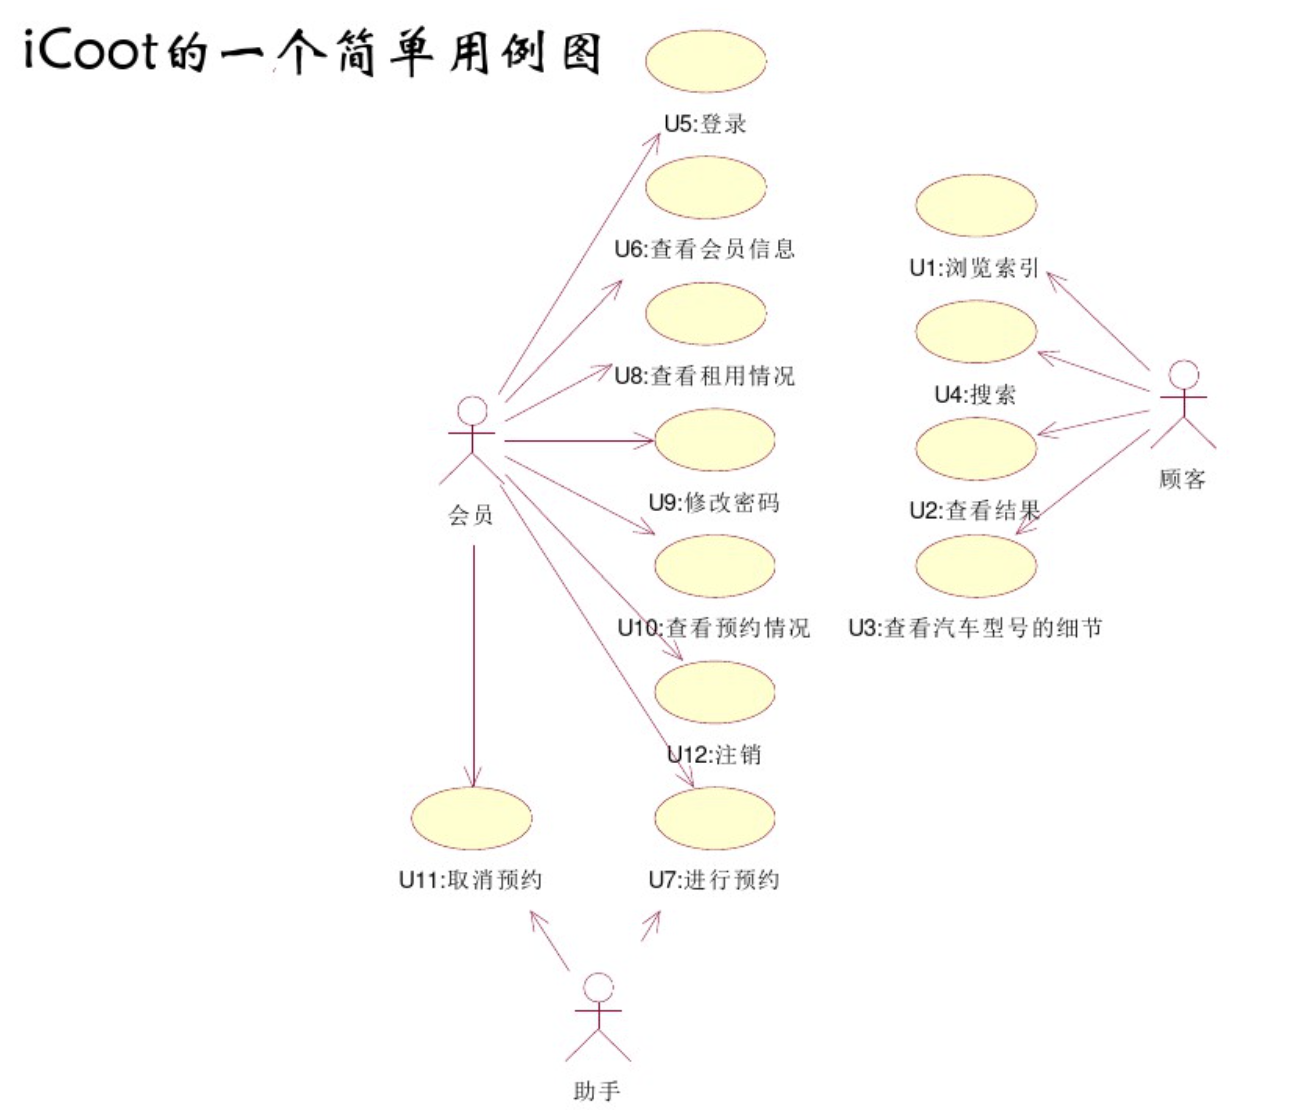 iCoot的一个简单用例图
U5:登录
U6:查看会员信息
U1:浏览索引
U8:查看租用情况
U4:搜索
顾客
U9:修改密码
U2:查看结果
会员
U10:查看预约情况
U3:查看汽车型号的细节
U12:注销
U11:取消预约
U7:进行预约
助手